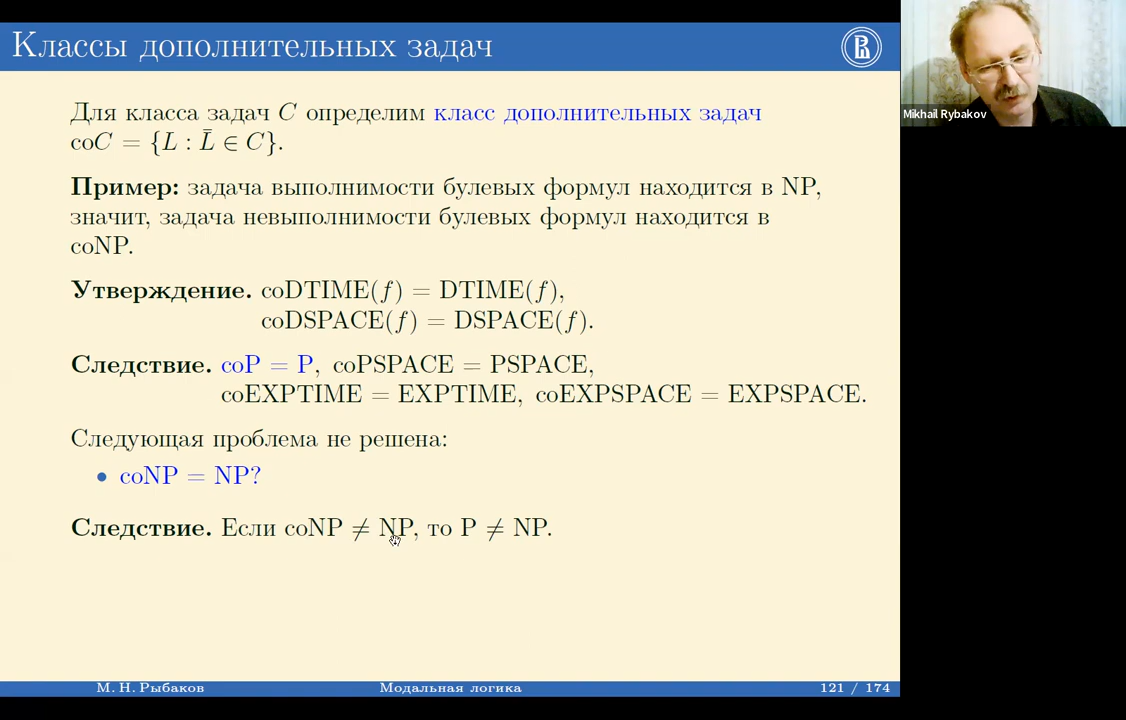 Классы дополнительных задач
Для класса задач C определим класс дополнительных задач
coC = {L : L̄ ∈ C}.
Пример: задача выполнимости булевых формул находится в NP,
значит, задача невыполнимости булевых формул находится в
coNP.
Утверждение. coDTIME(f) = DTIME(f),
coDSPACE(f) = DSPACE(f).
Следствие. coP = P, coPSPACE = PSPACE,
coEXPTIME = EXPTIME, coEXPSPACE = EXPSPACE.
Следующая проблема не решена:
• coNP = NP?
Следствие. Если coNP ≠ NP, то P ≠ NP.
М. Н. Рыбаков Модальная логика 121 / 174
Mikhail Rybakov